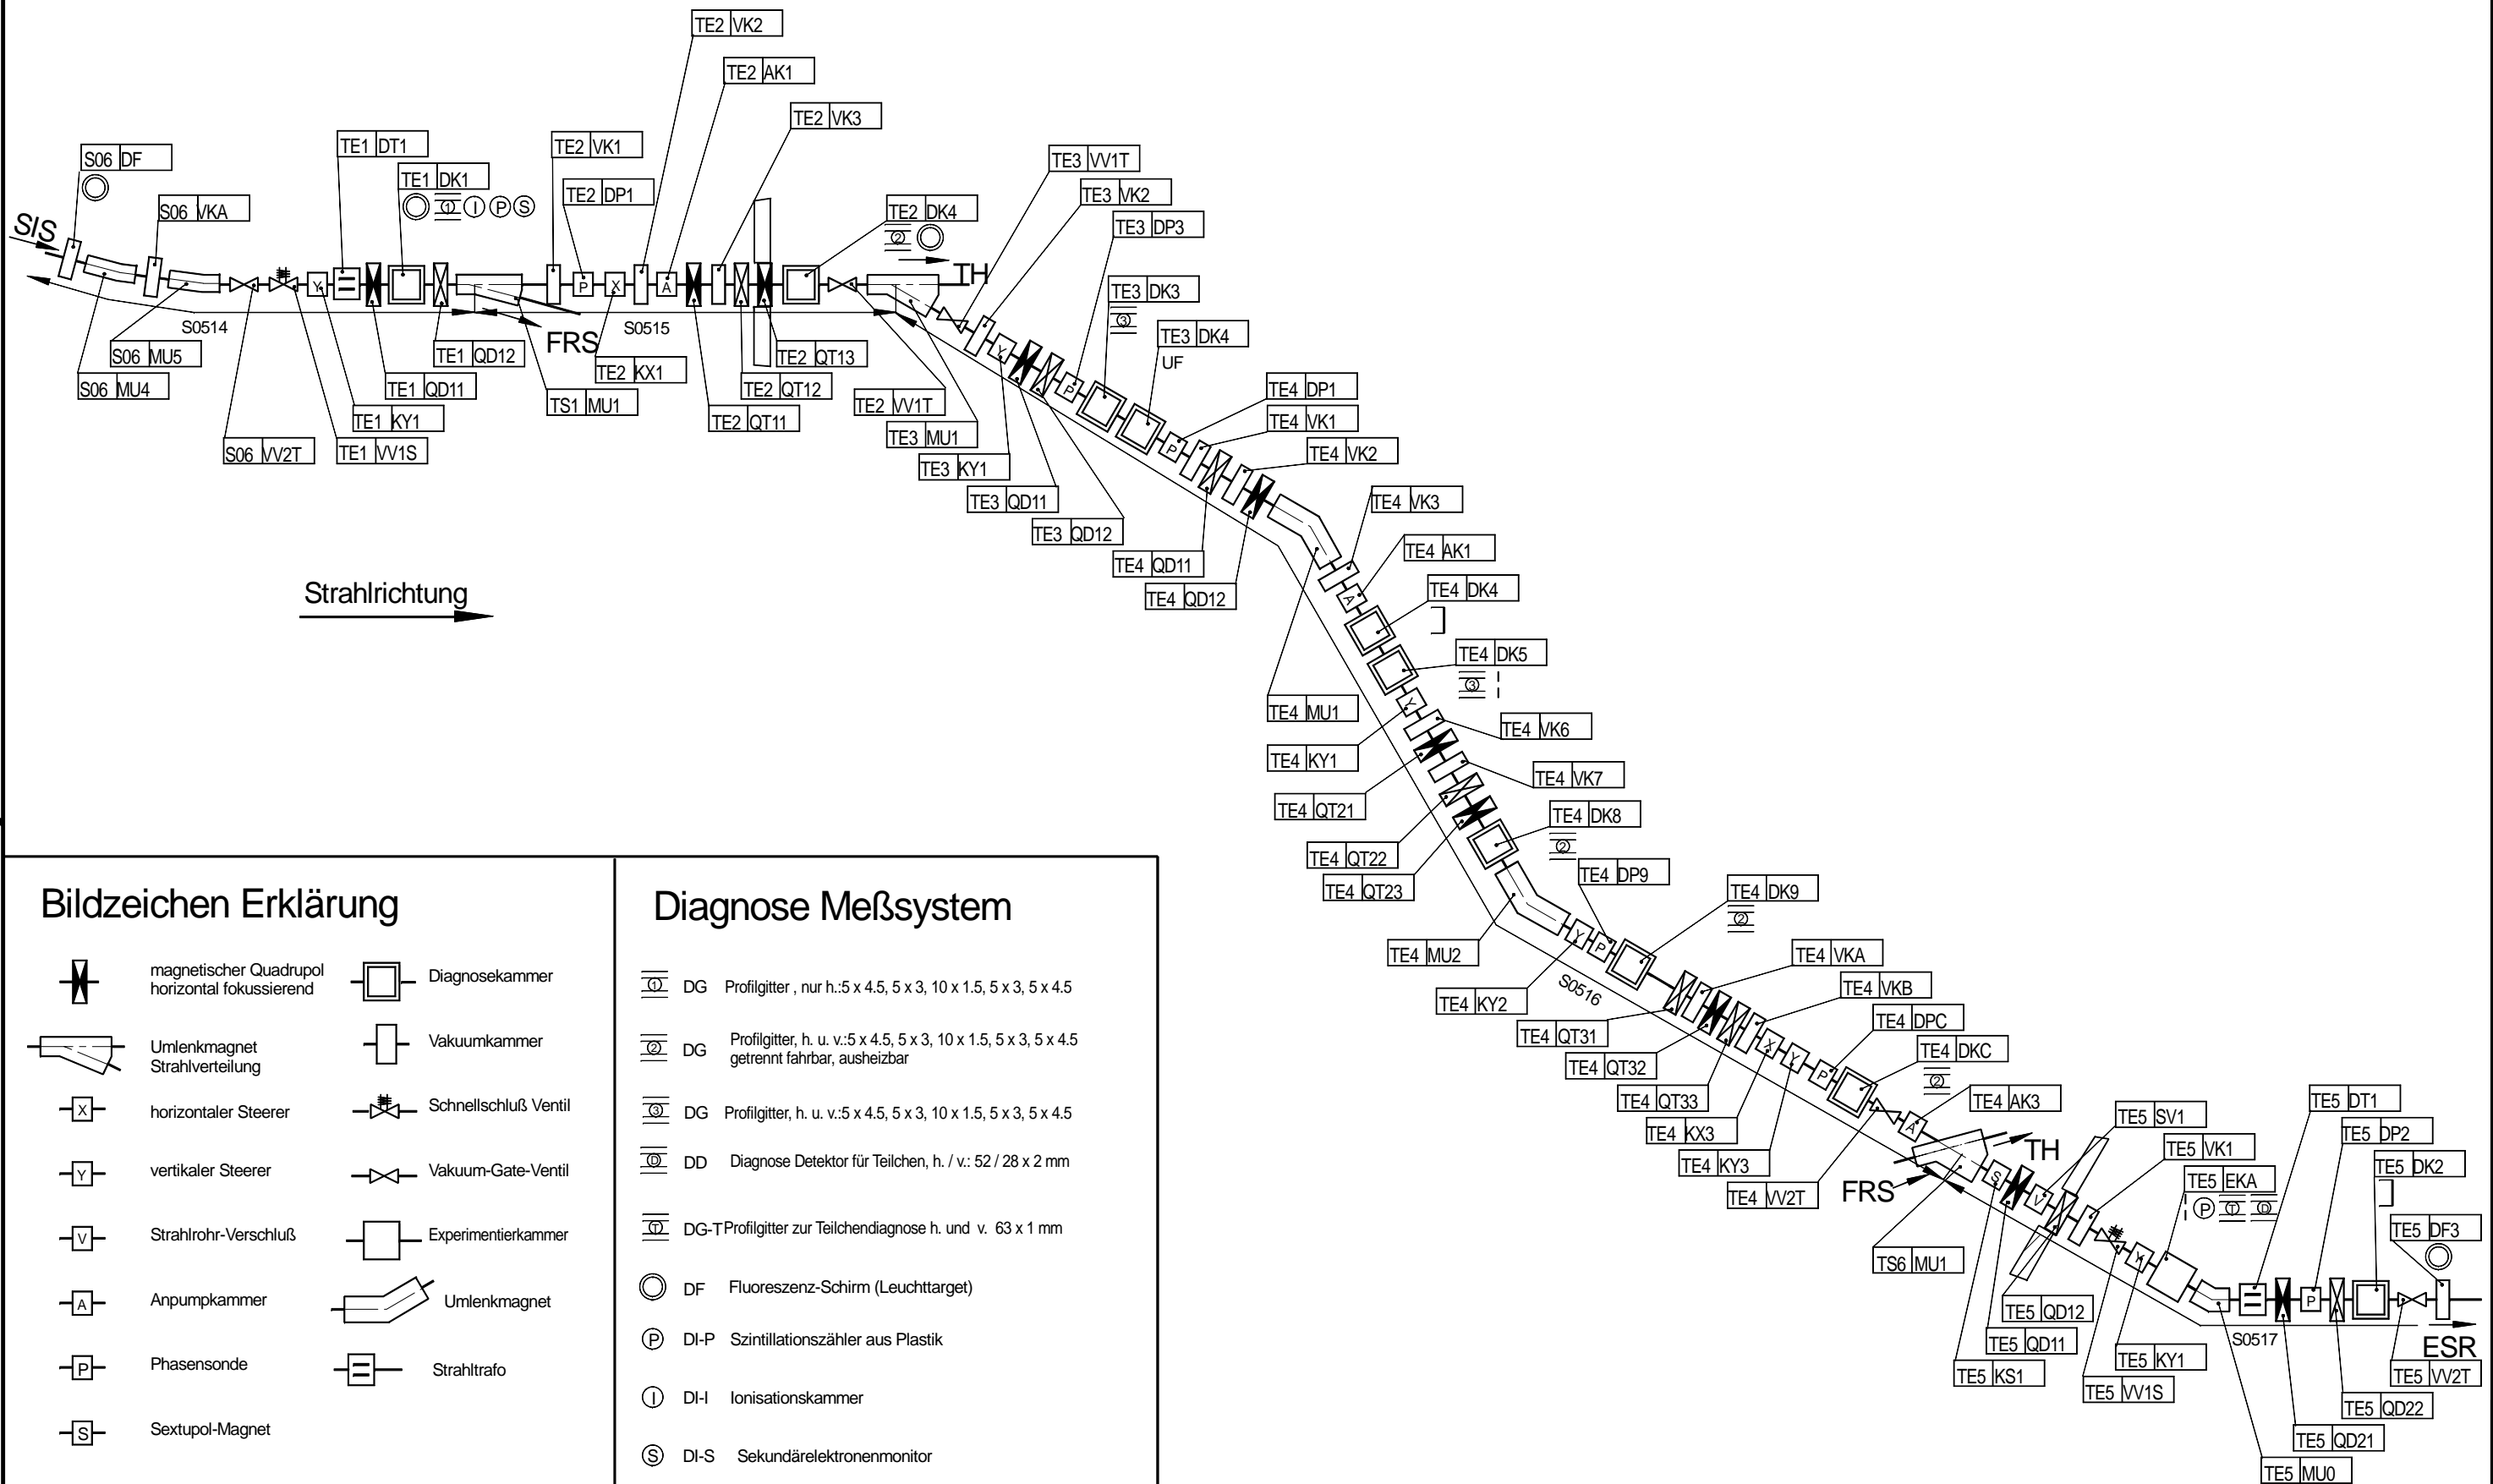 TE2 VK2
TE2 AK1
TE2 VK3
S06 DF
TE1 DT1
TE1 DK1
1 I P S
TE2 VK1
TE2 DP1
TE3 VV1T
TE3 VK2
TE3 DP3
TE2 DK4
2
S06 VKA
SIS
TH
TE3 DK3
3
TE3 DK4
UF
Y P X A
S0514
FRS
S0515
S06 MU5
S06 MU4
TE1 QD12
TE1 QD11
TE1 KY1
TE1 VV1S
S06 VV2T
TS1 MU1
TE2 KX1
TE2 QT13
TE2 QT12
TE2 QT11
TE2 VV1T
TE3 MU1
TE3 KY1
TE3 QD11
TE3 QD12
Y
P
P
TE4 DP1
TE4 VK1
TE4 VK2
TE4 QD11
TE4 QD12
TE4 VK3
TE4 AK1
TE4 DK4
TE4 DK5
3
A
Y
Strahlrichtung
TE4 MU1
TE4 KY1
TE4 VK6
TE4 VK7
TE4 QT21
TE4 QT22
TE4 QT23
TE4 DK8
2
TE4 DP9
TE4 DK9
2
TE4 MU2
TE4 KY2
Y P
S0516
TE4 VKA
TE4 VKB
TE4 DPC
TE4 DKC
2
TE4 AK3
TE4 QT31
TE4 QT32
TE4 QT33
TE4 KX3
TE4 KY3
TE4 VV2T
X Y P A
TH
FRS
TS6 MU1
TE5 SV1
TE5 VK1
TE5 EKA
P T D
TE5 DT1
TE5 DP2
TE5 DK2
TE5 DF3
S V Y P
TE5 QD12
TE5 QD11
TE5 KS1
TE5 KY1
TE5 VV1S
S0517
ESR
TE5 VV2T
TE5 QD22
TE5 QD21
TE5 MU0
Bildzeichen Erklärung
magnetischer Quadrupol
horizontal fokussierend
Umlenkmagnet
Strahlverteilung
X horizontaler Steerer
Y vertikaler Steerer
V Strahlrohr-Verschluß
A Anpumpkammer
P Phasensonde
S Sextupol-Magnet
Diagnosekammer
Vakuumkammer
Schnellschluß Ventil
Vakuum-Gate-Ventil
Experimentierkammer
Umlenkmagnet
Strahltrafo
Diagnose Meßsystem
1 DG Profilgitter , nur h.:5 x 4.5, 5 x 3, 10 x 1.5, 5 x 3, 5 x 4.5
2 DG Profilgitter, h. u. v.:5 x 4.5, 5 x 3, 10 x 1.5, 5 x 3, 5 x 4.5
getrennt fahrbar, ausheizbar
3 DG Profilgitter, h. u. v.:5 x 4.5, 5 x 3, 10 x 1.5, 5 x 3, 5 x 4.5
D DD Diagnose Detektor für Teilchen, h. / v.: 52 / 28 x 2 mm
T DG-T Profilgitter zur Teilchendiagnose h. und v. 63 x 1 mm
DF Fluoreszenz-Schirm (Leuchttarget)
P DI-P Szintillationszähler aus Plastik
I DI-I Ionisationskammer
S DI-S Sekundärelektronenmonitor